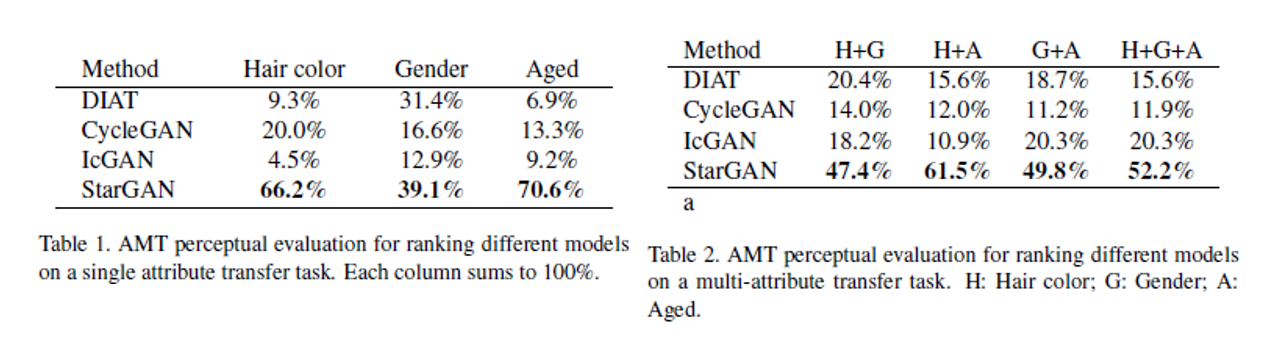 Method Hair color Gender Aged
DIAT 9.3% 31.4% 6.9%
CycleGAN 20.0% 16.6% 13.3%
IcGAN 4.5% 12.9% 9.2%
StarGAN 66.2% 39.1% 70.6%
Table 1. AMT perceptual evaluation for ranking different models
on a single attribute transfer task. Each column sums to 100%.
Method H+G H+A G+A H+G+A
DIAT 20.4% 15.6% 18.7% 15.6%
CycleGAN 14.0% 12.0% 11.2% 11.9%
IcGAN 18.2% 10.9% 20.3% 20.3%
StarGAN 47.4% 61.5% 49.8% 52.2%
a
Table 2. AMT perceptual evaluation for ranking different models
on a multi-attribute transfer task. H: Hair color; G: Gender; A:
Aged.